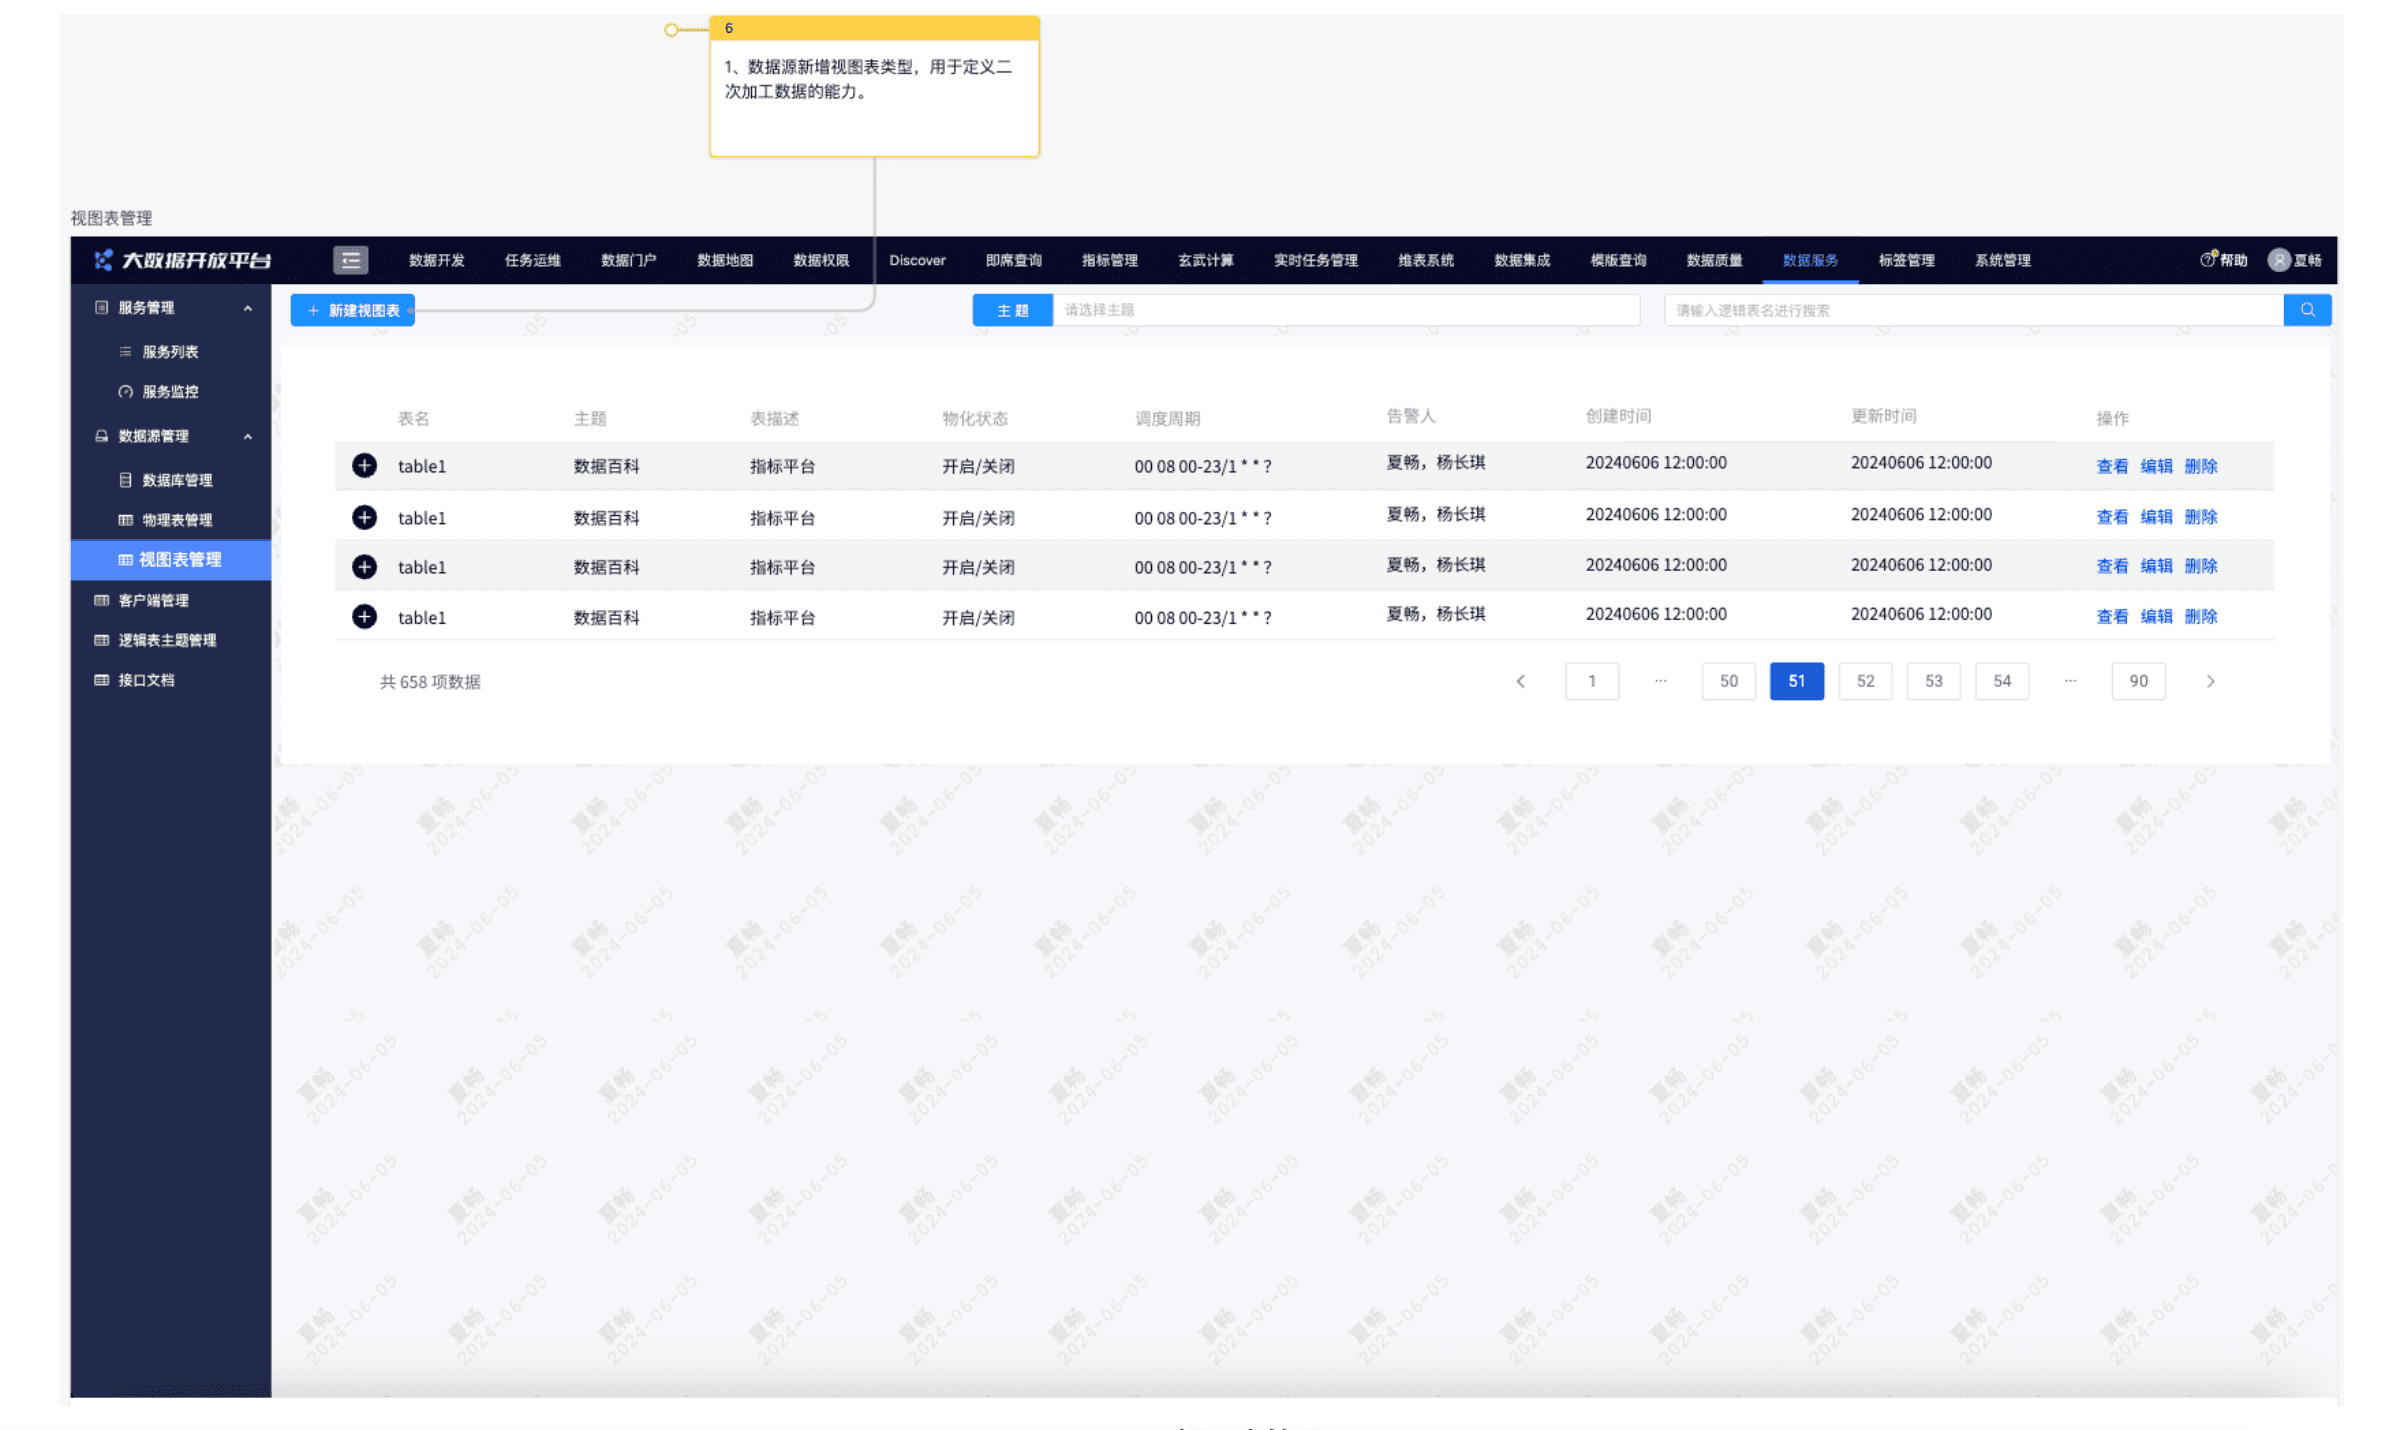 6
1、数据源新增视图表类型，用于定义二
次加工数据的能力。
视图表管理
大数据开放平台 数据开发 任务运维 数据门户 数据地图 数据权限 Discover 即席查询 指标管理 玄武计算 实时任务管理 维表系统 数据集成 模版查询 数据质量 数据服务 标签管理 系统管理 帮助 夏畅
服务管理
服务列表
服务监控
数据源管理
数据库管理
物理表管理
视图表管理
客户端管理
逻辑表主题管理
接口文档
+ 新建视图表 主 题 请选择主题 请输入逻辑表名进行搜索
表名 主题 表描述 物化状态 调度周期 告警人 创建时间 更新时间 操作
table1 数据百科 指标平台 开启/关闭 00 08 00-23/1 * * ? 夏畅，杨长琪 20240606 12:00:00 20240606 12:00:00 查看 编辑 删除
table1 数据百科 指标平台 开启/关闭 00 08 00-23/1 * * ? 夏畅，杨长琪 20240606 12:00:00 20240606 12:00:00 查看 编辑 删除
table1 数据百科 指标平台 开启/关闭 00 08 00-23/1 * * ? 夏畅，杨长琪 20240606 12:00:00 20240606 12:00:00 查看 编辑 删除
table1 数据百科 指标平台 开启/关闭 00 08 00-23/1 * * ? 夏畅，杨长琪 20240606 12:00:00 20240606 12:00:00 查看 编辑 删除
共 658 项数据 < 1 ··· 50 51 52 53 54 ··· 90 >
夏畅
2024-06-05